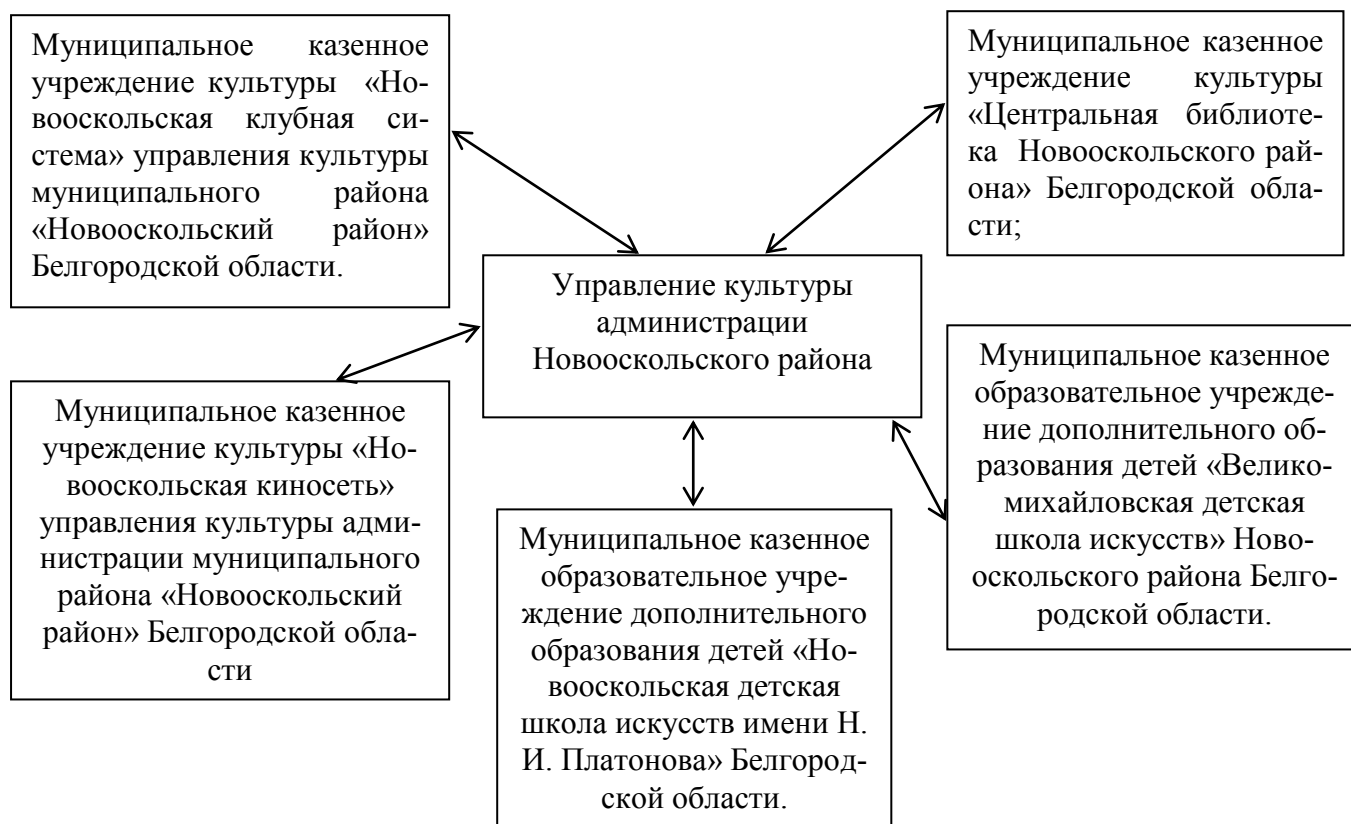 Муниципальное казенное
учреждение культуры «Но-
вооскольская клубная си-
стема» управления культуры
муниципального района
«Новооскольский район»
Белгородской области.
Муниципальное казенное
учреждение культуры
«Центральная библиоте-
ка Новооскольского рай-
она» Белгородской обла-
сти;
Управление культуры
администрации
Новооскольского района
Муниципальное казенное
учреждение культуры «Но-
вооскольская киносеть»
управления культуры адми-
нистрации муниципального
района «Новооскольский
район» Белгородской обла-
сти
Муниципальное казенное
образовательное учре-
ждение дополнительного
образования детей «Но-
вооскольская детская
школа искусств имени Н.
И. Платонова» Белгород-
ской области.
Муниципальное казенное
образовательное учрежде-
ние дополнительного об-
разования детей «Велико-
михайловская детская
школа искусств» Ново-
оскольского района Белго-
родской области.